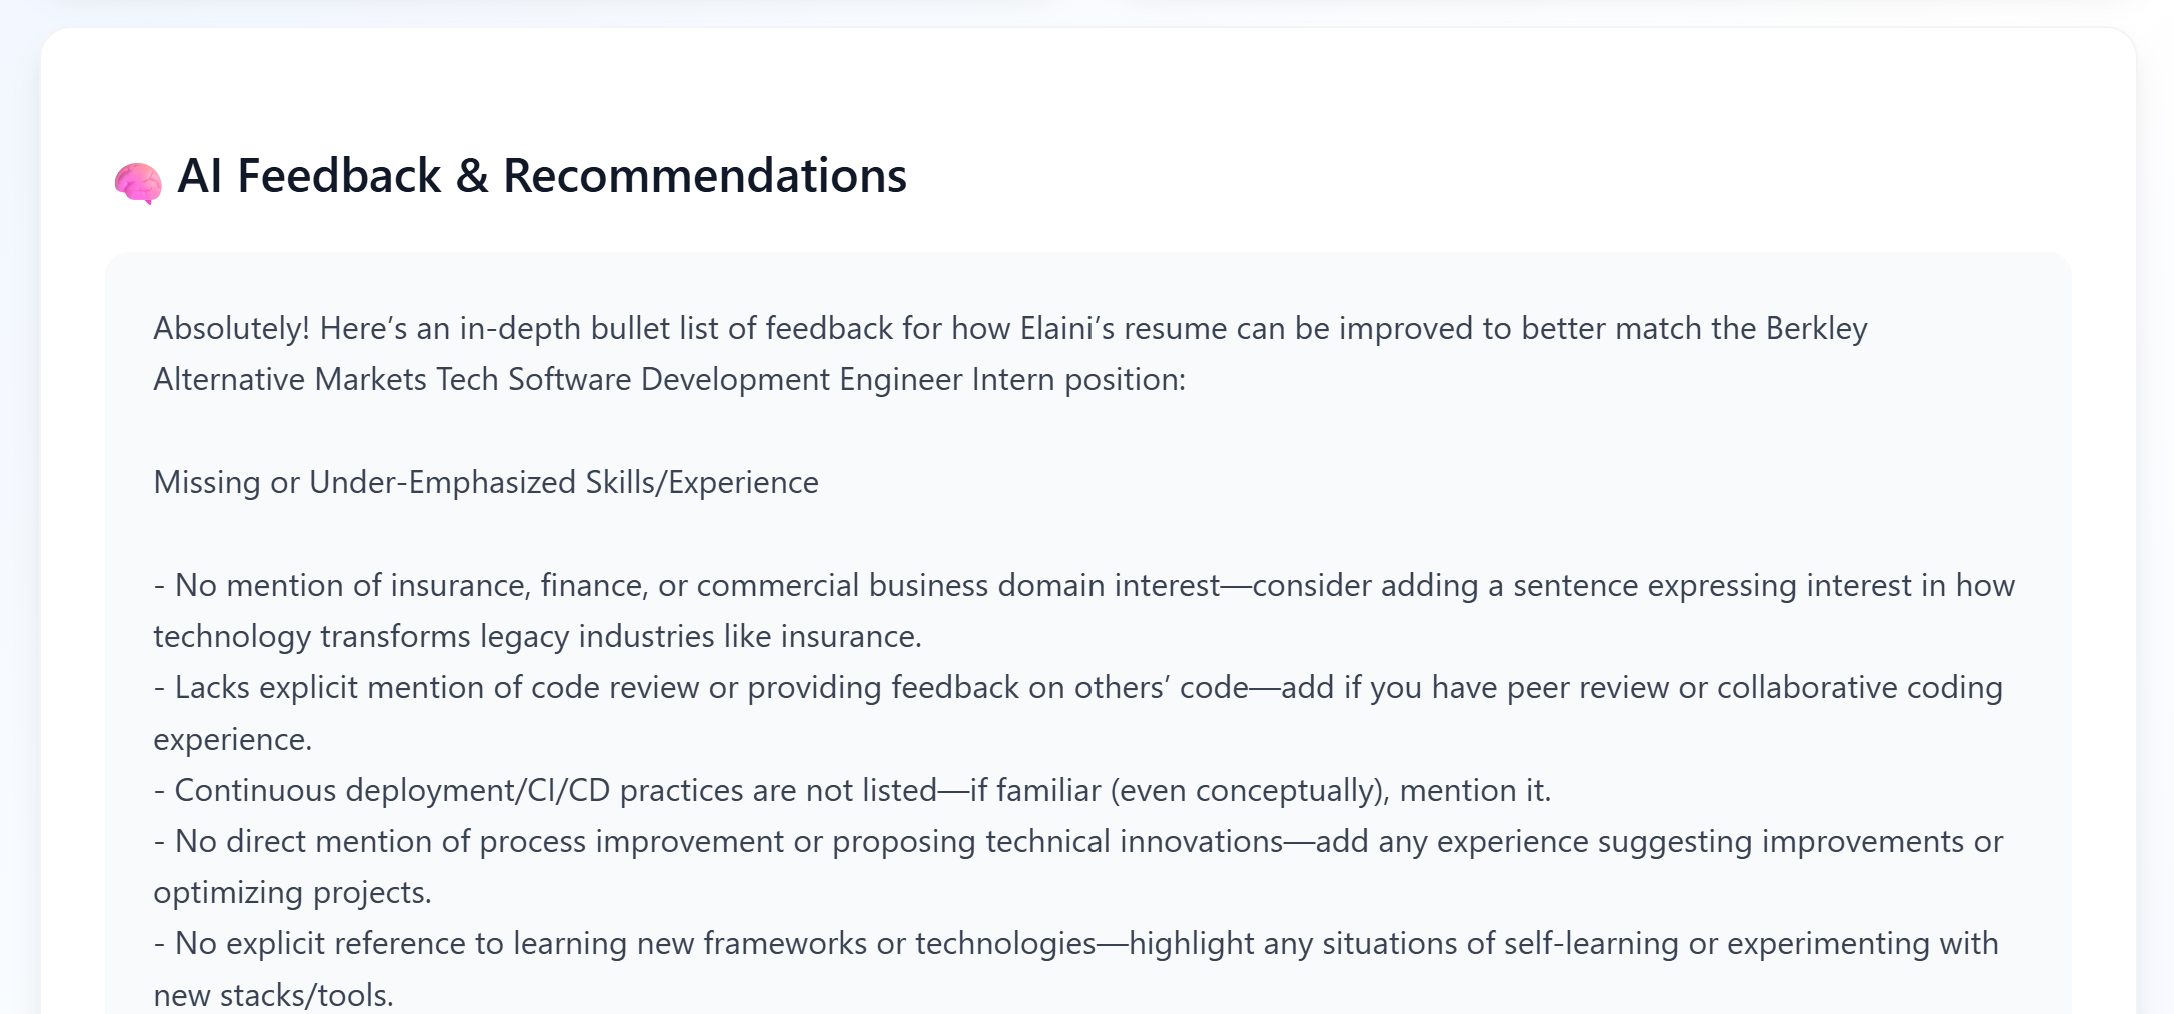 🧠 AI Feedback & Recommendations
Absolutely! Here’s an in-depth bullet list of feedback for how Elaini’s resume can be improved to better match the Berkley
Alternative Markets Tech Software Development Engineer Intern position:
Missing or Under-Emphasized Skills/Experience
- No mention of insurance, finance, or commercial business domain interest—consider adding a sentence expressing interest in how
technology transforms legacy industries like insurance.
- Lacks explicit mention of code review or providing feedback on others’ code—add if you have peer review or collaborative coding
experience.
- Continuous deployment/CI/CD practices are not listed—if familiar (even conceptually), mention it.
- No direct mention of process improvement or proposing technical innovations—add any experience suggesting improvements or
optimizing projects.
- No explicit reference to learning new frameworks or technologies—highlight any situations of self-learning or experimenting with
new stacks/tools.